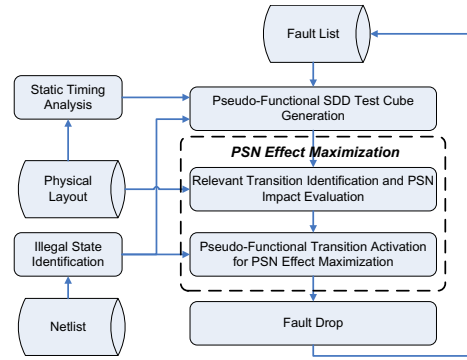 Fault List
Static Timing
Analysis
Pseudo-Functional SDD Test Cube
Generation
PSN Effect Maximization
Physical
Layout
Relevant Transition Identification and PSN
Impact Evaluation
Illegal State
Identification
Pseudo-Functional Transition Activation
for PSN Effect Maximization
Netlist
Fault Drop